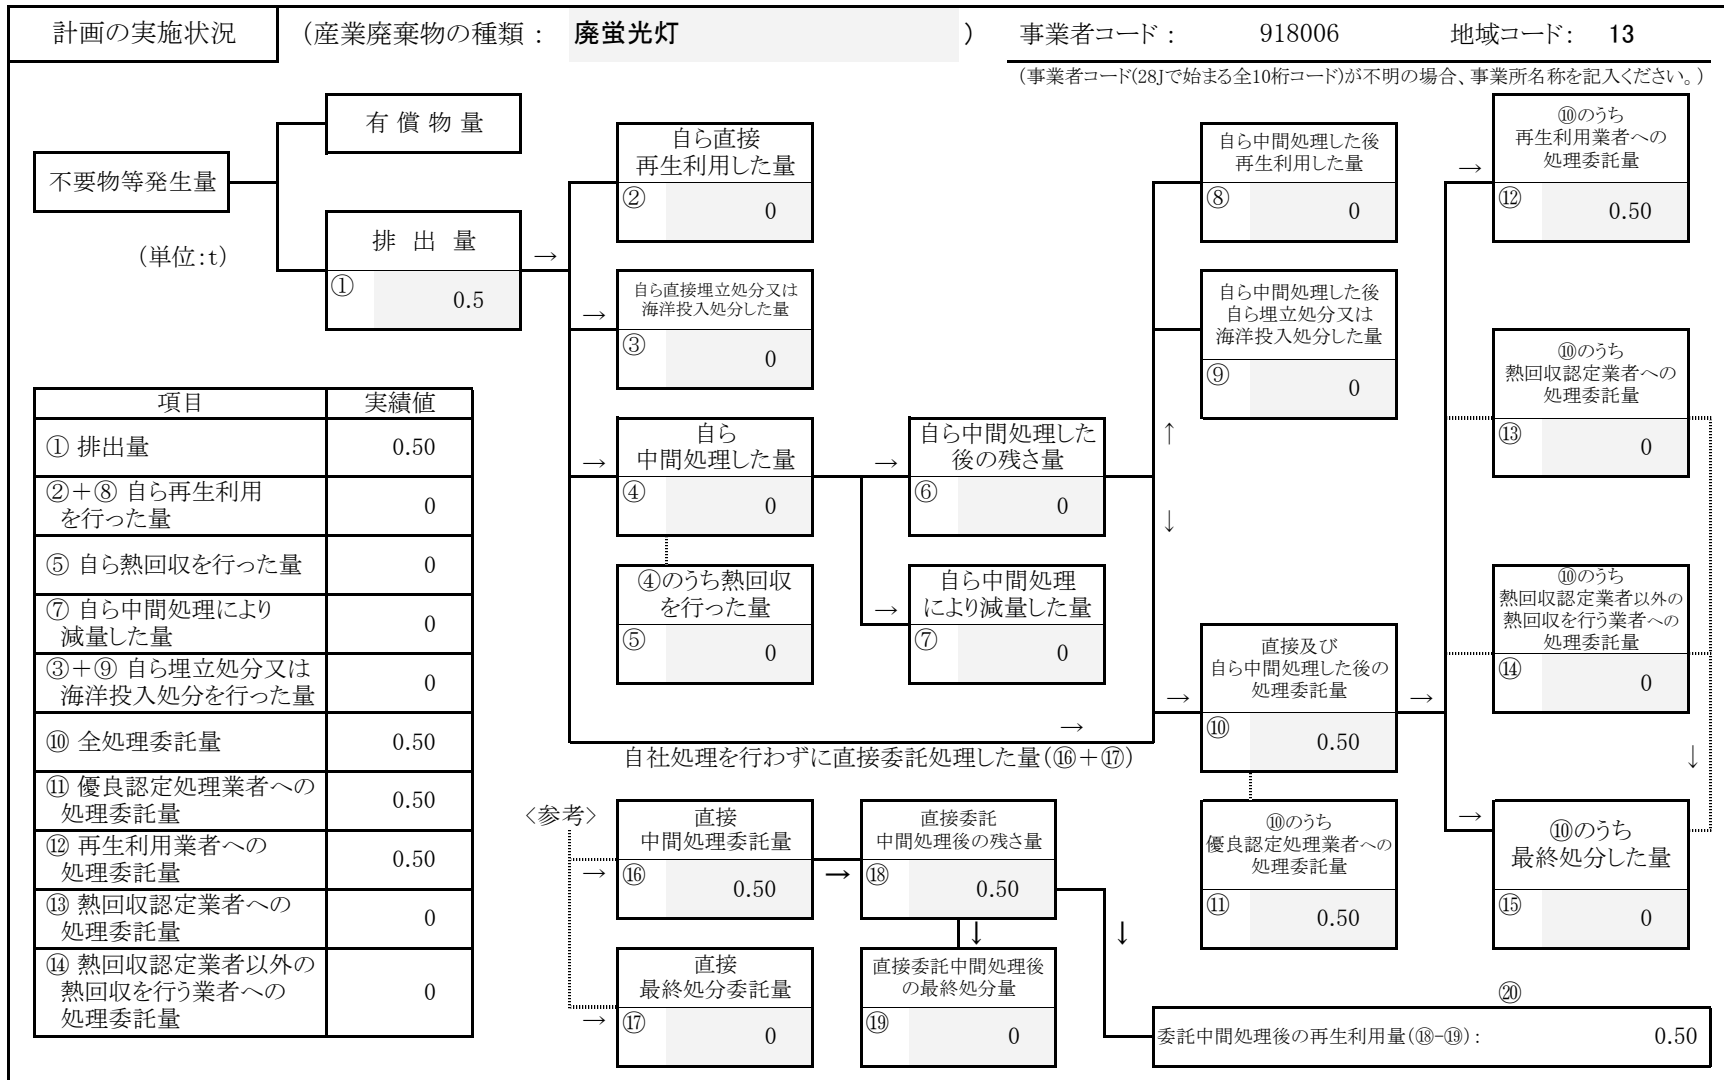 計画の実施状況
（産業廃棄物の種類： 廃蛍光灯 ）
事業者コード： 918006 地域コード： 13
（事業者コード(28Jで始まる全10桁コード)が不明の場合、事業所名称を記入ください。）
不要物等発生量
（単位:t）
有償物量
排出量
① 0.5
→
自ら直接
再生利用した量
② 0
→
自ら直接埋立処分又は
海洋投入処分した量
③ 0
→
自ら
中間処理した量
④ 0
④のうち熱回収
を行った量
⑤ 0
→
自ら中間処理した
後の残さ量
⑥ 0
→
自ら中間処理
により減量した量
⑦ 0
↑
↓
自ら中間処理した後
再生利用した量
⑧ 0
自ら中間処理した後
自ら埋立処分又は
海洋投入処分した量
⑨ 0
→
直接及び
自ら中間処理した後の
処理委託量
⑩ 0.50
⑩のうち
優良認定処理業者への
処理委託量
⑪ 0.50
→
→
⑩のうち
再生利用業者への
処理委託量
⑫ 0.50
⑩のうち
熱回収認定業者への
処理委託量
⑬ 0
⑩のうち
熱回収認定業者以外の
熱回収を行う業者への
処理委託量
⑭ 0
↓
→
⑩のうち
最終処分した量
⑮ 0
→
自社処理を行わずに直接委託処理した量(⑯＋⑰)
〈参考〉
→
直接
中間処理委託量
⑯ 0.50
→
直接委託
中間処理後の残さ量
⑱ 0.50
↓
↓
→
直接
最終処分委託量
⑰ 0
直接委託中間処理後
の最終処分量
⑲ 0
⑳
委託中間処理後の再生利用量(⑱-⑲)： 0.50
項目 実績値
① 排出量 0.50
②＋⑧ 自ら再生利用
を行った量 0
⑤ 自ら熱回収を行った量 0
⑦ 自ら中間処理により
減量した量 0
③＋⑨ 自ら埋立処分又は
海洋投入処分を行った量 0
⑩ 全処理委託量 0.50
⑪ 優良認定処理業者への
処理委託量 0.50
⑫ 再生利用業者への
処理委託量 0.50
⑬ 熱回収認定業者への
処理委託量 0
⑭ 熱回収認定業者以外の
熱回収を行う業者への
処理委託量 0